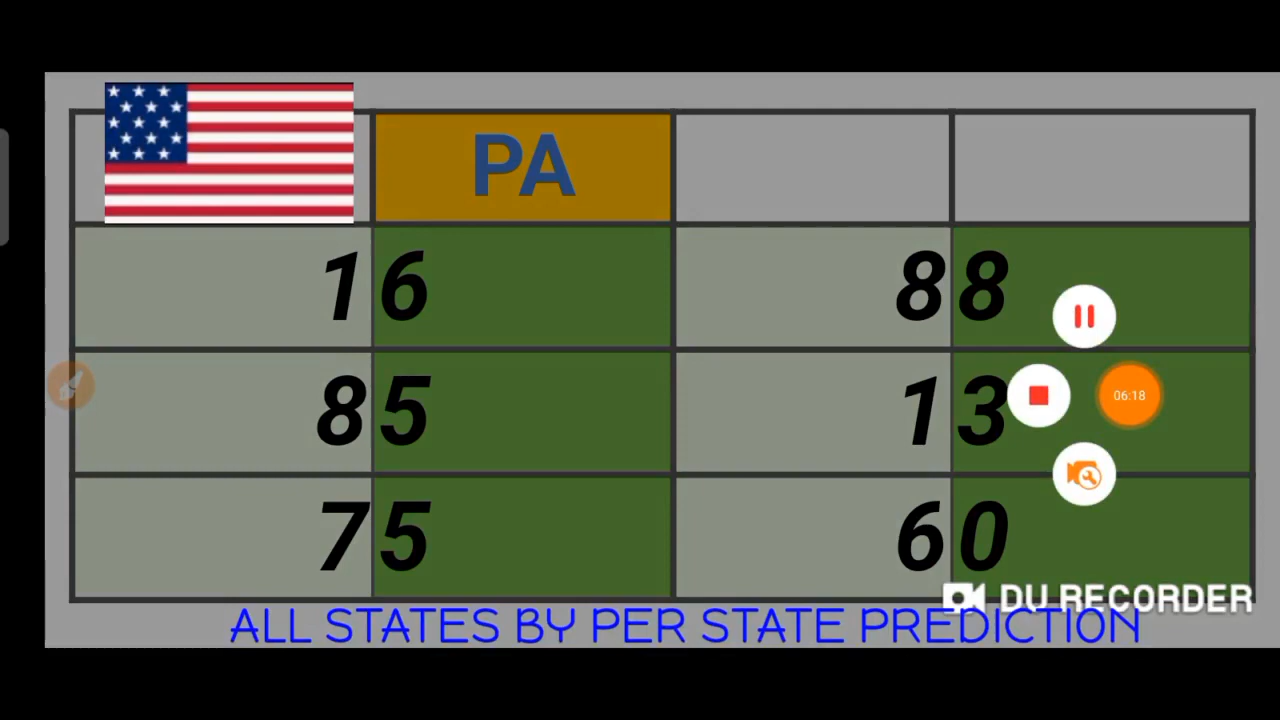 PA
16 88
85 13
06:18
75 60
DU RECORDER
ALL STATES BY PER STATE PREDICTION